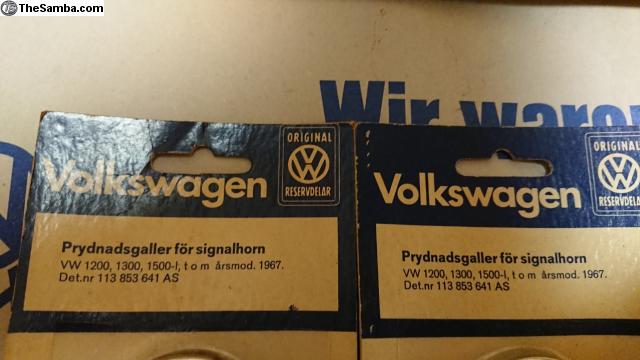 TheSamba.com
Wir waren
Volkswagen
ORIGINAL
RESERVDELAR
Prydnadsgaller för signalhorn
VW 1200, 1300, 1500-I, t o m årsmod. 1967.
Det.nr 113 853 641 AS
Volkswagen
ORIGINAL
RESERVDELAR
Prydnadsgaller för signalhorn
VW 1200, 1300, 1500-I, t o m årsmod. 1967.
Det.nr 113 853 641 AS